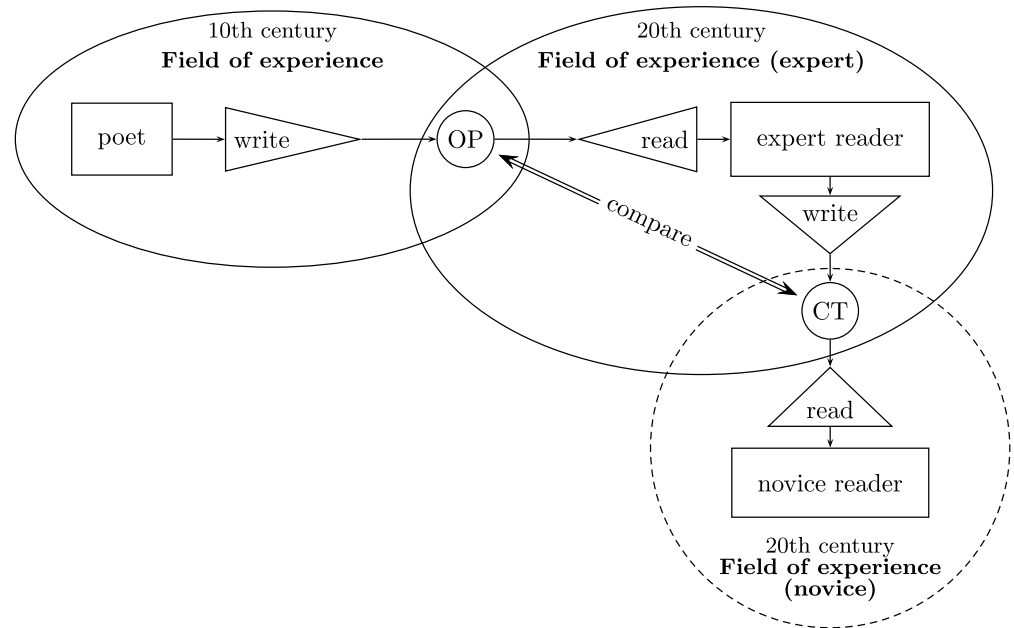 10th century
Field of experience
20th century
Field of experience (expert)
poet
write
OP
read
expert reader
write
compare
CT
read
novice reader
20th century
Field of experience
(novice)